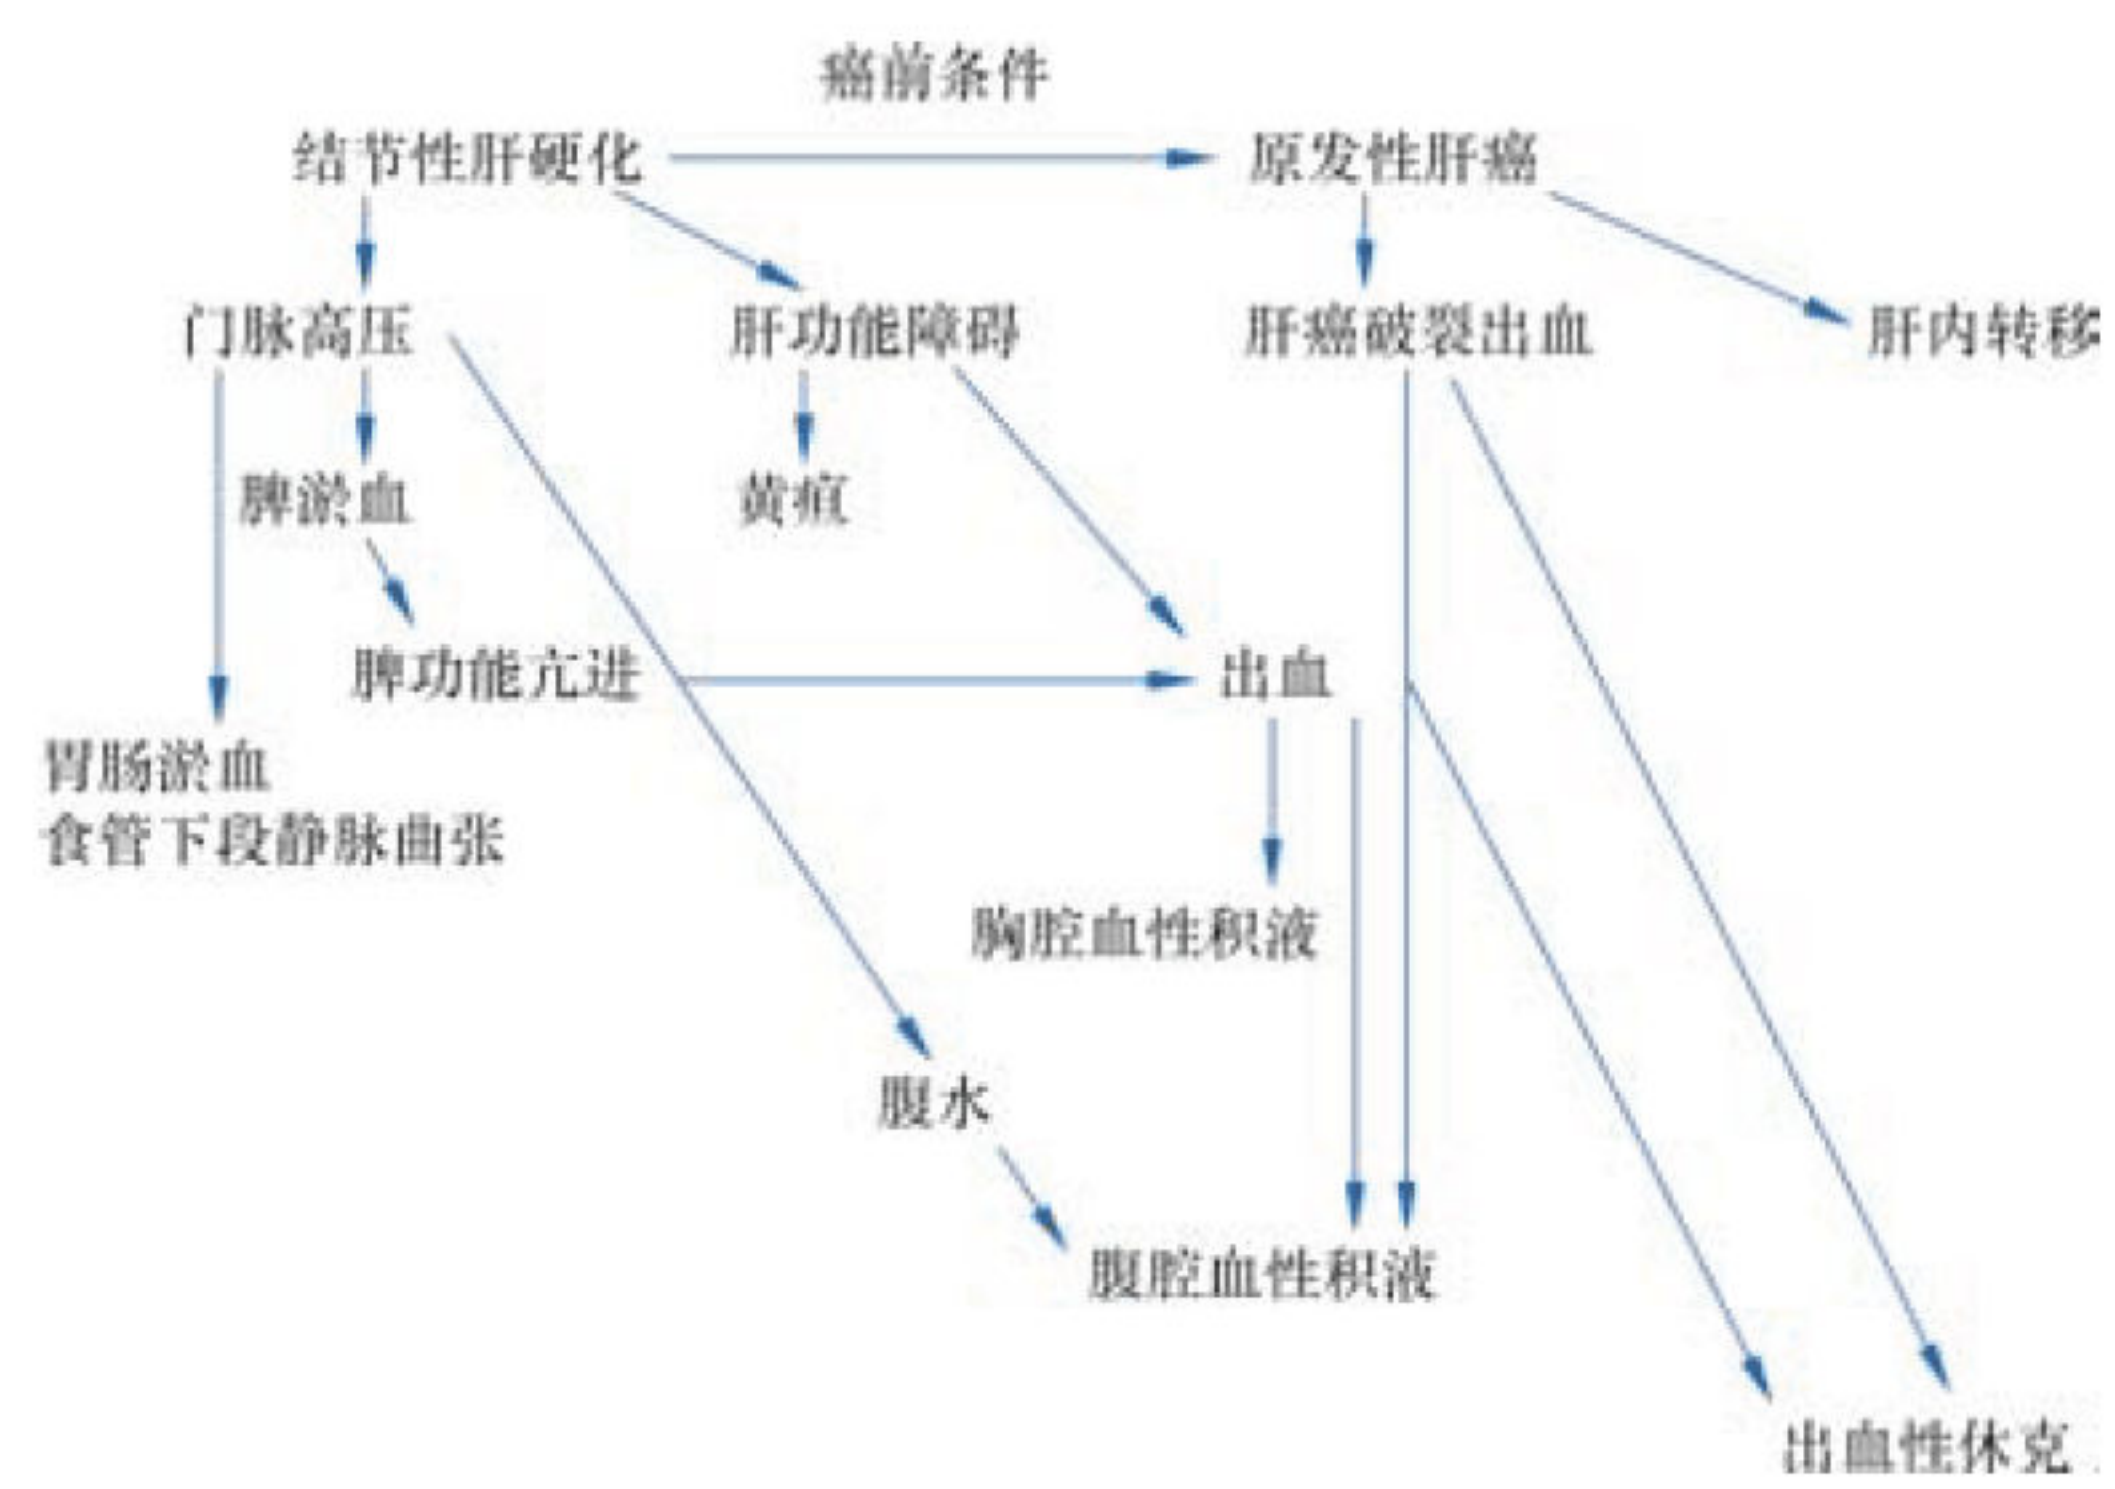 癌前条件
结节性肝硬化
原发性肝癌
门脉高压
肝功能障碍
肝癌破裂出血
肝内转移
脾淤血
黄疸
脾功能亢进
出血
胃肠淤血
食管下段静脉曲张
胸腔血性积液
腹水
腹腔血性积液
出血性休克